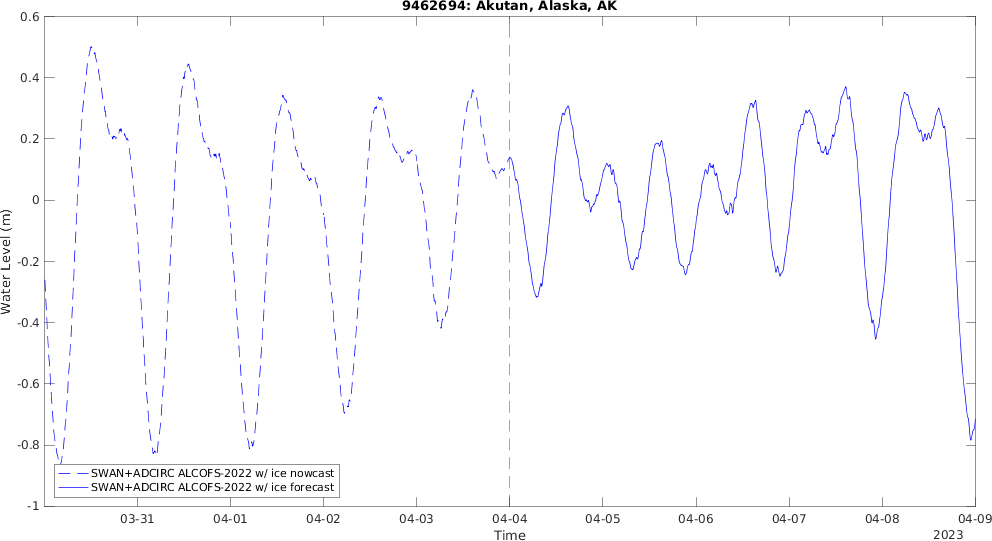 9462694: Akutan, Alaska, AK
Water Level (m)
0.6
0.4
0.2
0
-0.2
-0.4
-0.6
-0.8
-1
SWAN+ADCIRC ALCOFS-2022 w/ ice nowcast
SWAN+ADCIRC ALCOFS-2022 w/ ice forecast
03-31 04-01 04-02 04-03 04-04 04-05 04-06 04-07 04-08 04-09
Time
2023